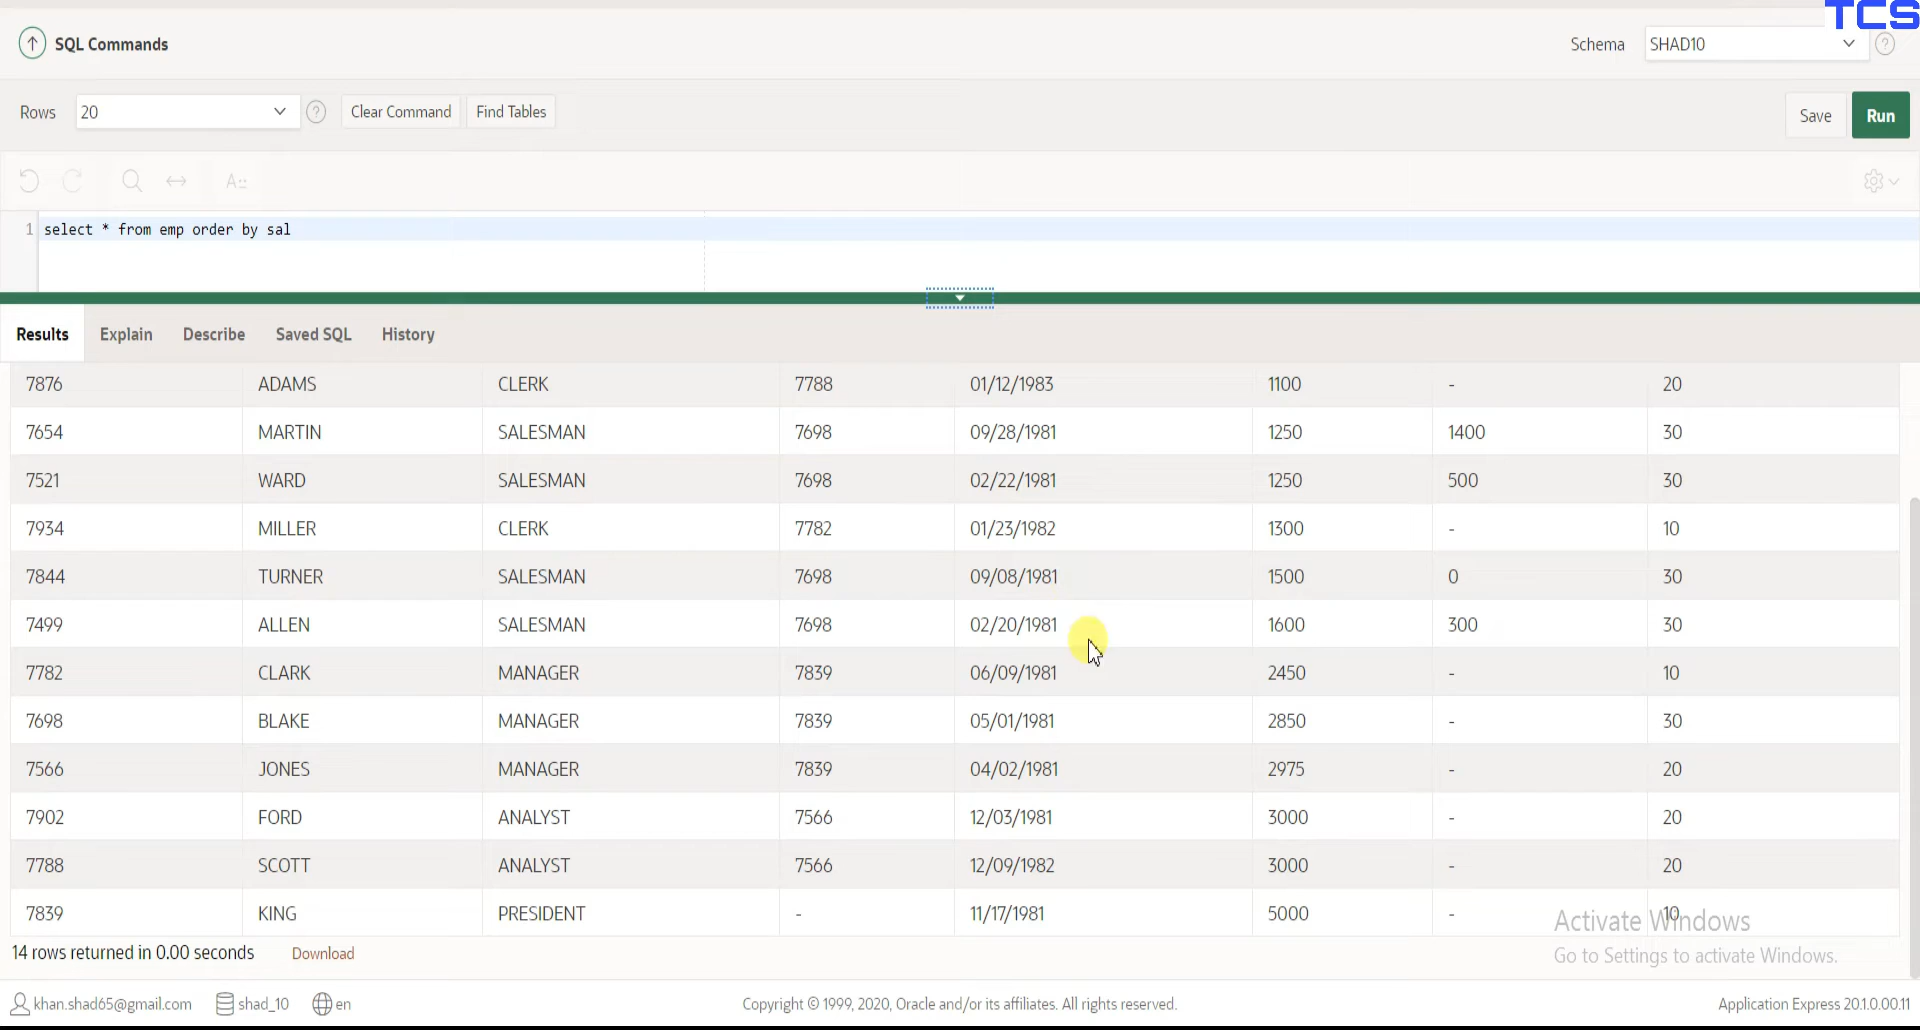 TCS
SQL Commands
Schema SHAD10
Rows 20 Clear Command Find Tables Save Run
1 select * from emp order by sal
Results Explain Describe Saved SQL History
7876 ADAMS CLERK 7788 01/12/1983 1100 - 20
7654 MARTIN SALESMAN 7698 09/28/1981 1250 1400 30
7521 WARD SALESMAN 7698 02/22/1981 1250 500 30
7934 MILLER CLERK 7782 01/23/1982 1300 - 10
7844 TURNER SALESMAN 7698 09/08/1981 1500 0 30
7499 ALLEN SALESMAN 7698 02/20/1981 1600 300 30
7782 CLARK MANAGER 7839 06/09/1981 2450 - 10
7698 BLAKE MANAGER 7839 05/01/1981 2850 - 30
7566 JONES MANAGER 7839 04/02/1981 2975 - 20
7902 FORD ANALYST 7566 12/03/1981 3000 - 20
7788 SCOTT ANALYST 7566 12/09/1982 3000 - 20
7839 KING PRESIDENT - 11/17/1981 5000 - 10
Activate Windows
Go to Settings to activate Windows.
14 rows returned in 0.00 seconds Download
khan.shad65@gmail.com shad_10 en
Copyright © 1999, 2020, Oracle and/or its affiliates. All rights reserved.
Application Express 20.1.0.00.11